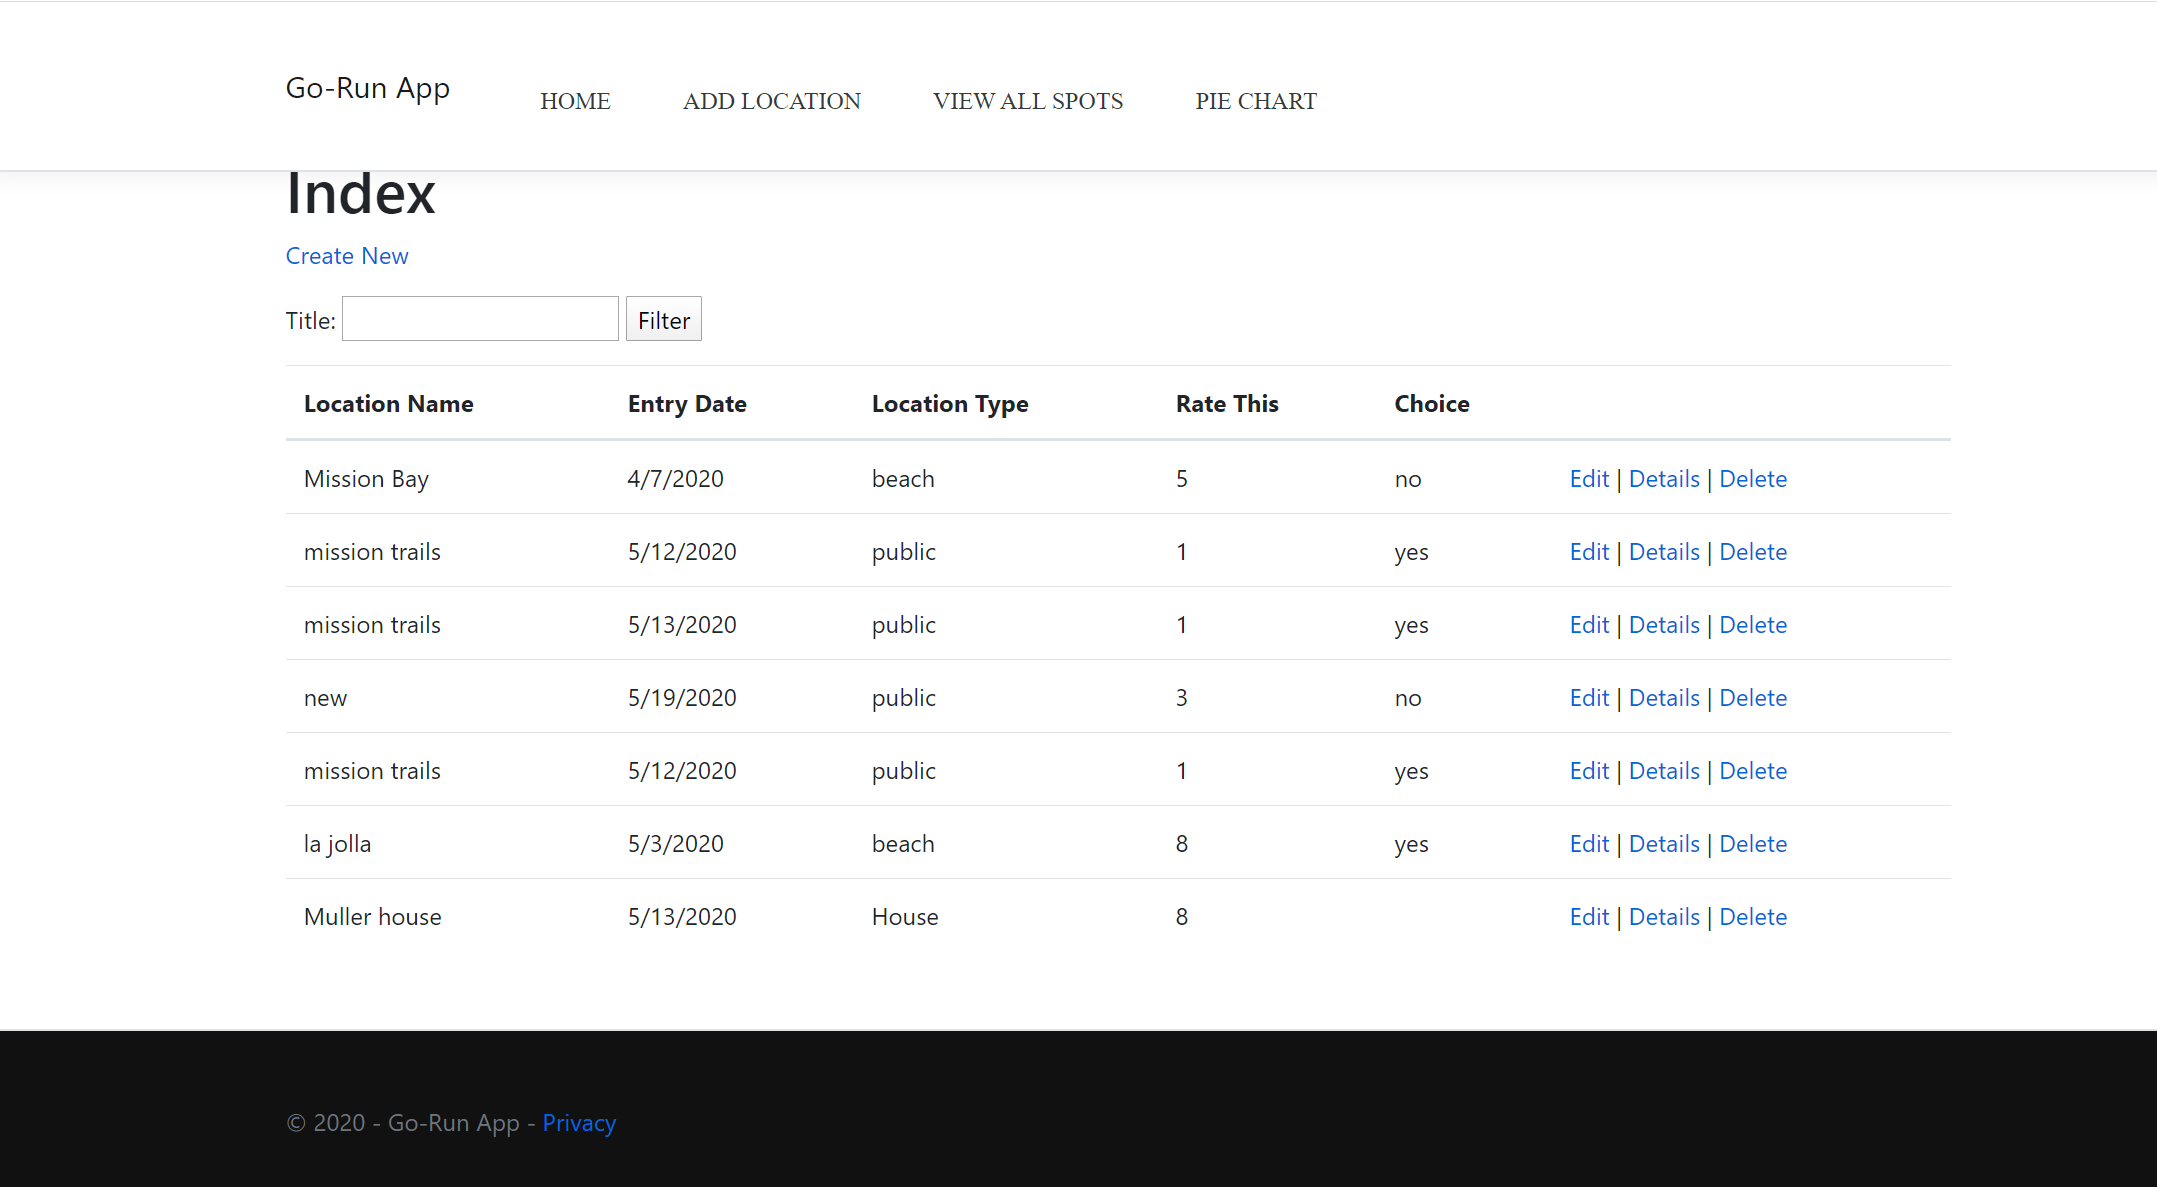 Go-Run App HOME ADD LOCATION VIEW ALL SPOTS PIE CHART
Index
Create New
Title: Filter
Location Name Entry Date Location Type Rate This Choice
Mission Bay 4/7/2020 beach 5 no Edit | Details | Delete
mission trails 5/12/2020 public 1 yes Edit | Details | Delete
mission trails 5/13/2020 public 1 yes Edit | Details | Delete
new 5/19/2020 public 3 no Edit | Details | Delete
mission trails 5/12/2020 public 1 yes Edit | Details | Delete
la jolla 5/3/2020 beach 8 yes Edit | Details | Delete
Muller house 5/13/2020 House 8 Edit | Details | Delete
© 2020 - Go-Run App - Privacy